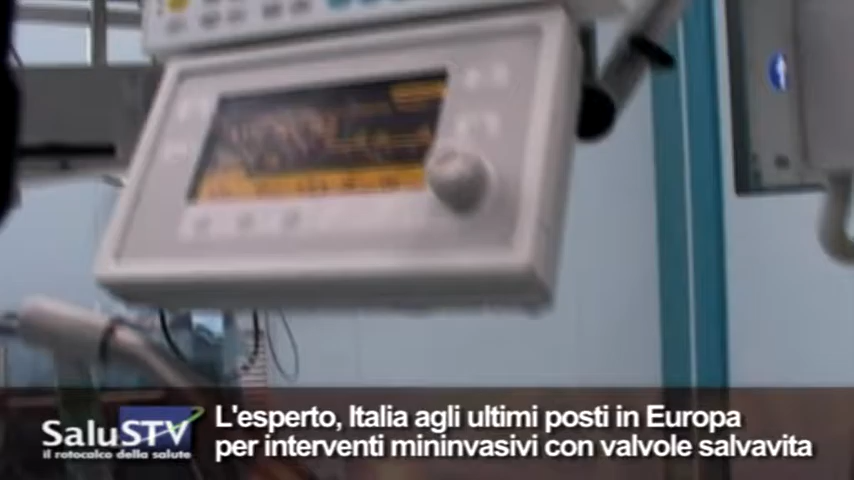 L'esperto, Italia agli ultimi posti in Europa
per interventi mininvasivi con valvole salvavita
SaluSTV
il rotocalco della salute